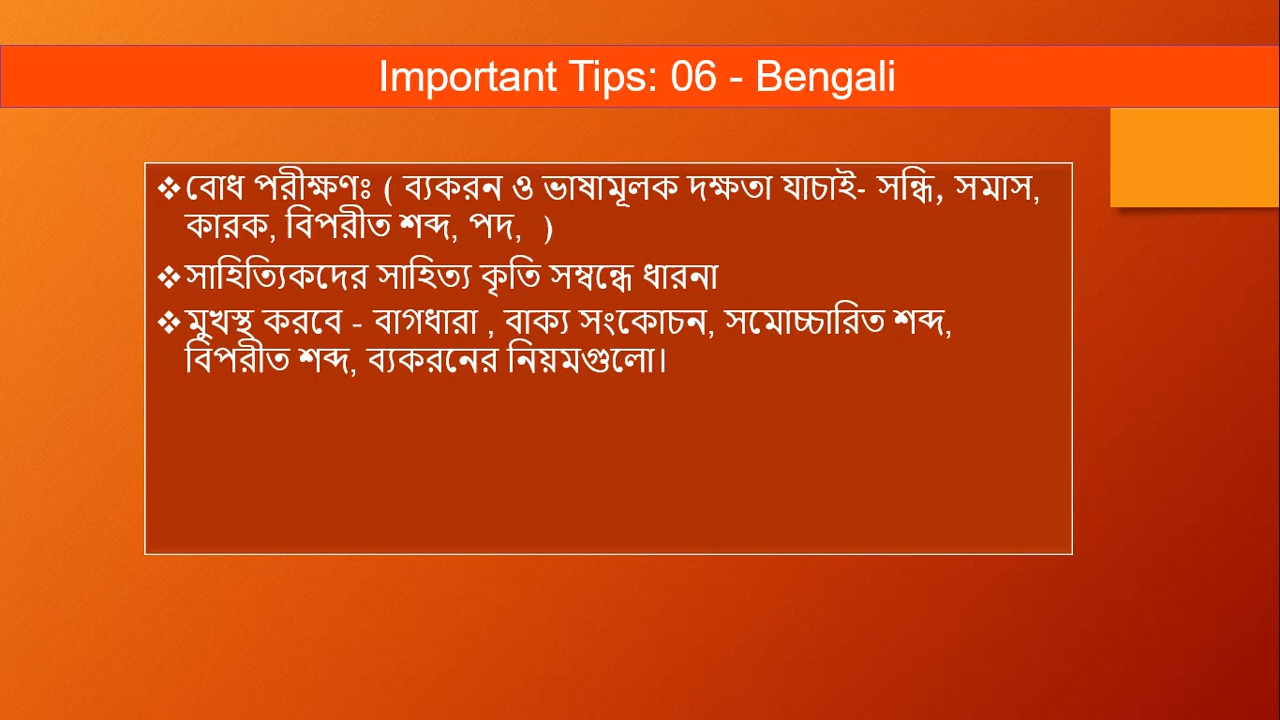 Important Tips: 06 - Bengali
❖বোধ পরীক্ষণঃ ( ব্যকরন ও ভাষামূলক দক্ষতা যাচাই- সন্ধি, সমাস,
কারক, বিপরীত শব্দ, পদ, )
❖সাহিত্যিকদের সাহিত্য কৃতি সম্বন্ধে ধারনা
❖মুখস্থ করবে - বাগধারা , বাক্য সংকোচন, সমোচ্চারিত শব্দ,
বিপরীত শব্দ, ব্যকরনের নিয়মগুলো।